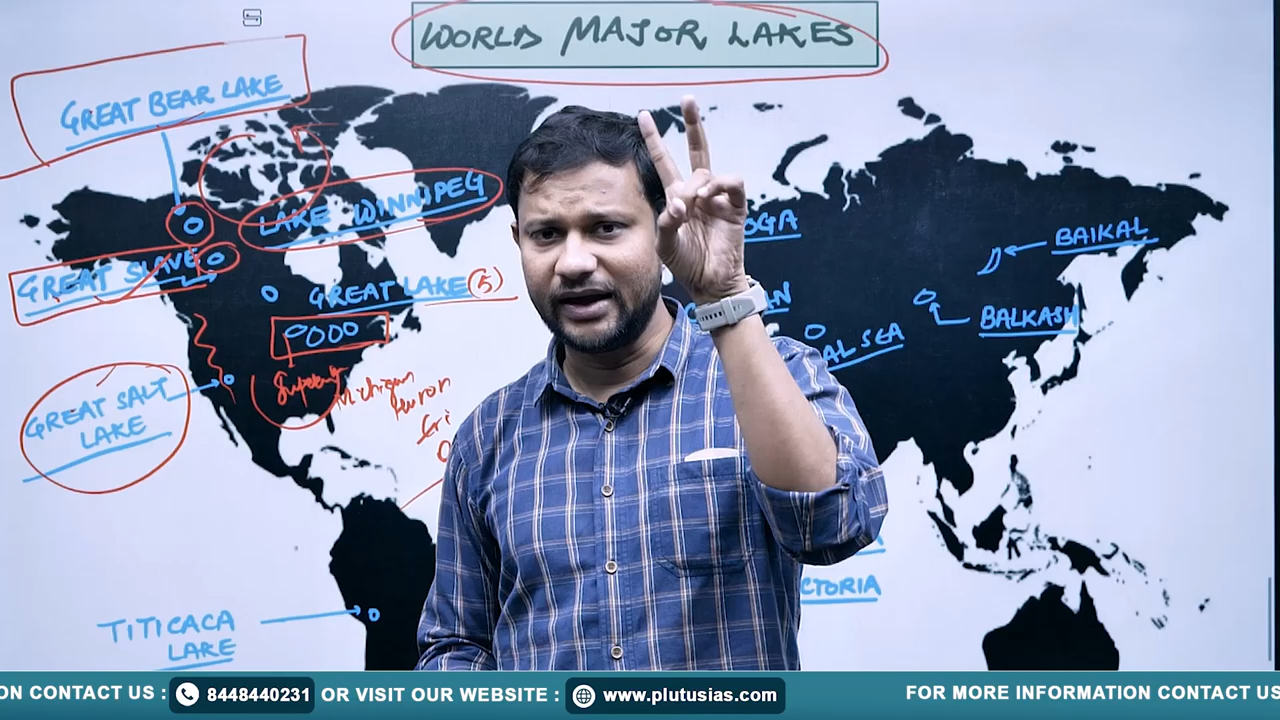 WORLD MAJOR LAKES
GREAT BEAR LAKE
LAKE WINNIPEG
GREAT SLAVE
GREAT LAKE (5)
Michigan
Huron
Eri
GREAT SALT
LAKE
TITICACA
LAKE
OGA
BAIKAL
AN
BALKASH
AL SEA
CTORIA
ON CONTACT US : 8448440231 OR VISIT OUR WEBSITE : www.plutusias.com FOR MORE INFORMATION CONTACT US